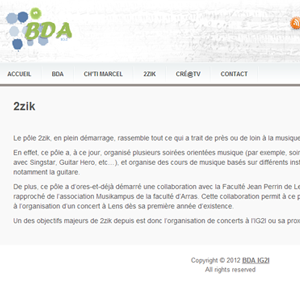 BDA
ACCUEIL BDA CH'TI MARCEL 2ZIK CRÉ@TV CONTACT
2zik
Le pôle 2zik, en plein démarrage, rassemble tout ce qui a trait de près ou de loin à la musique
En effet, ce pôle a, à ce jour, organisé plusieurs soirées orientées musique (par exemple, soi
avec Singstar, Guitar Hero, etc…), et organise des cours de musique basés sur différents inst
notamment la guitare.
De plus, ce pôle a d'ores-et-déjà démarré une collaboration avec la Faculté Jean Perrin de Le
rapproché de l'association Musikampus de la faculté d'Arras. Cette collaboration permit à ce p
à l'organisation d'un concert à Lens dès sa première année d'existence.
Un des objectifs majeurs de 2zik depuis est donc l'organisation de concerts à l'IG2I ou sa prox
Copyright © 2012 BDA IG2I
All rights reserved